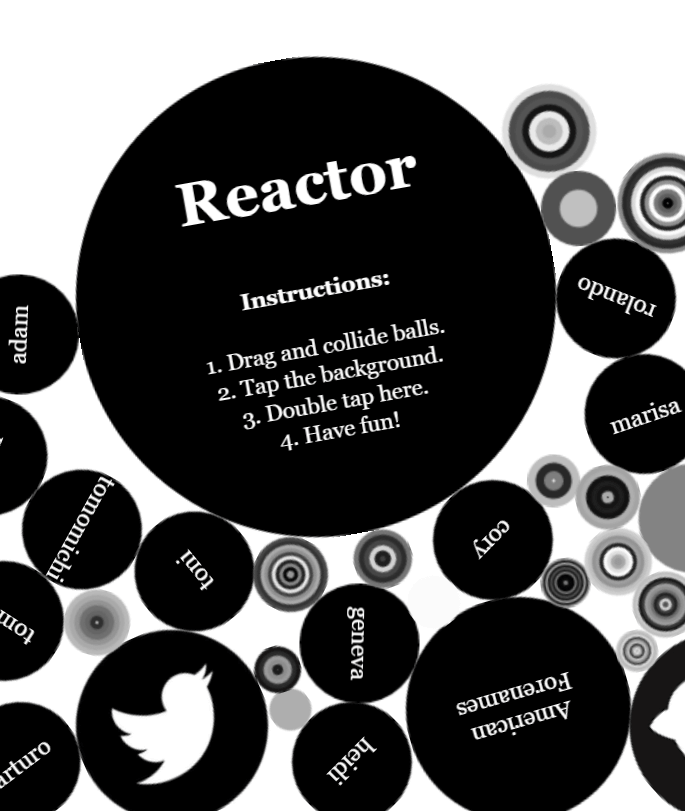 Reactor
Instructions:
1. Drag and collide balls.
2. Tap the background.
3. Double tap here.
4. Have fun!
rolando
adam
marisa
tomomichi
cory
toni
geneva
American
Forenames
heidi
arturo